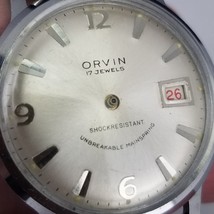 12
ORVIN
17 JEWELS
26
SHOCKRESISTANT
UNBREAKABLE MAINSPRING
9
6